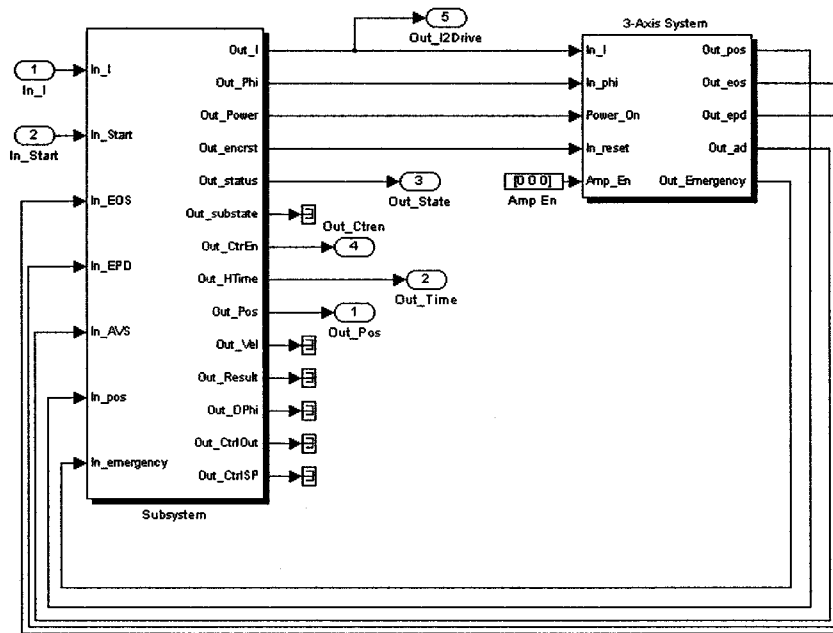 5
Out_I2Drive
3-Axis System
1
In_I
2
In_Start
In_I
In_Start
In_EOS
In_EPD
In_AVS
In_pos
In_emergency
Out_I
Out_Phi
Out_Power
Out_encrst
Out_status
Out_substate
Out_CtrEn
Out_HTime
Out_Pos
Out_Vel
Out_Result
Out_DPhi
Out_CtrlOut
Out_CtrlSP
Subsystem
3
Out_State
Out_Ctren
4
2
Out_Time
1
Out_Pos
[0 0 0]
Amp En
In_I
In_phi
Power_On
In_reset
Amp_En
Out_pos
Out_eos
Out_epd
Out_ad
Out_Emergency